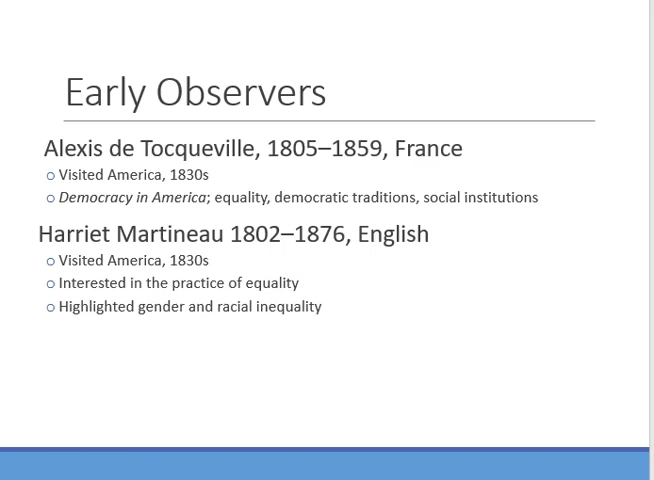 Early Observers
Alexis de Tocqueville, 1805–1859, France
○ Visited America, 1830s
○ Democracy in America; equality, democratic traditions, social institutions
Harriet Martineau 1802–1876, English
○ Visited America, 1830s
○ Interested in the practice of equality
○ Highlighted gender and racial inequality